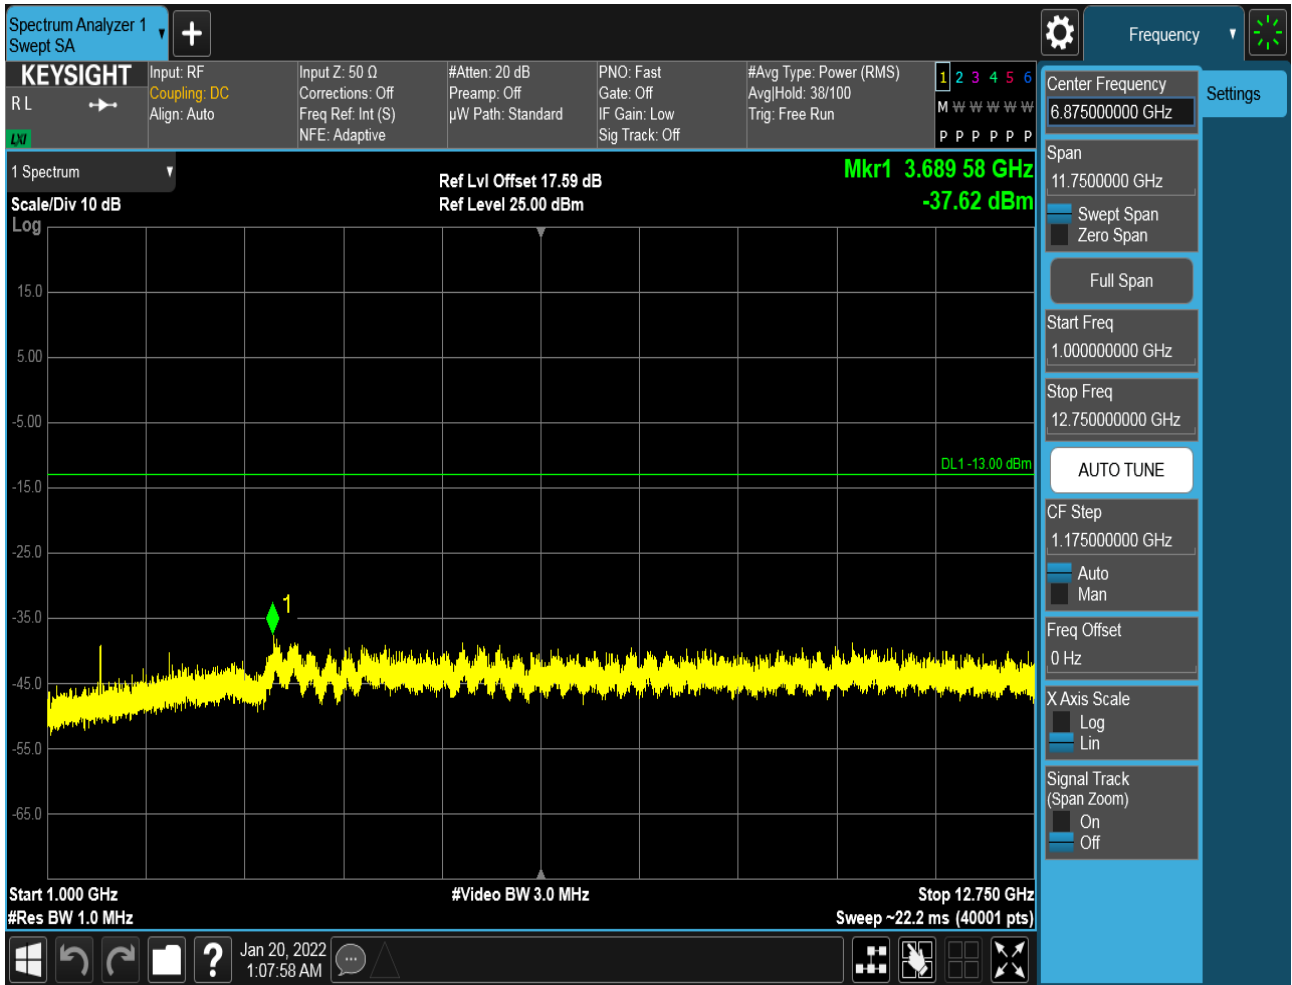 Spectrum Analyzer 1
Swept SA
Frequency
KEYSIGHT
R L
LXI
Input: RF
Coupling: DC
Align: Auto
Input Z: 50 Ω
Corrections: Off
Freq Ref: Int (S)
NFE: Adaptive
#Atten: 20 dB
Preamp: Off
µW Path: Standard
PNO: Fast
Gate: Off
IF Gain: Low
Sig Track: Off
#Avg Type: Power (RMS)
Avg|Hold: 38/100
Trig: Free Run
1 2 3 4 5 6
M W W W W W
P P P P P P
1 Spectrum
Scale/Div 10 dB
Log
Ref Lvl Offset 17.59 dB
Ref Level 25.00 dBm
Mkr1 3.689 58 GHz
-37.62 dBm
15.0
5.00
-5.00
DL1 -13.00 dBm
-15.0
-25.0
1
-35.0
-45.0
-55.0
-65.0
Start 1.000 GHz
#Res BW 1.0 MHz
#Video BW 3.0 MHz
Stop 12.750 GHz
Sweep ~22.2 ms (40001 pts)
Jan 20, 2022
1:07:58 AM
?
Center Frequency
6.875000000 GHz
Settings
Span
11.7500000 GHz
Swept Span
Zero Span
Full Span
Start Freq
1.000000000 GHz
Stop Freq
12.750000000 GHz
AUTO TUNE
CF Step
1.175000000 GHz
Auto
Man
Freq Offset
0 Hz
X Axis Scale
Log
Lin
Signal Track
(Span Zoom)
On
Off